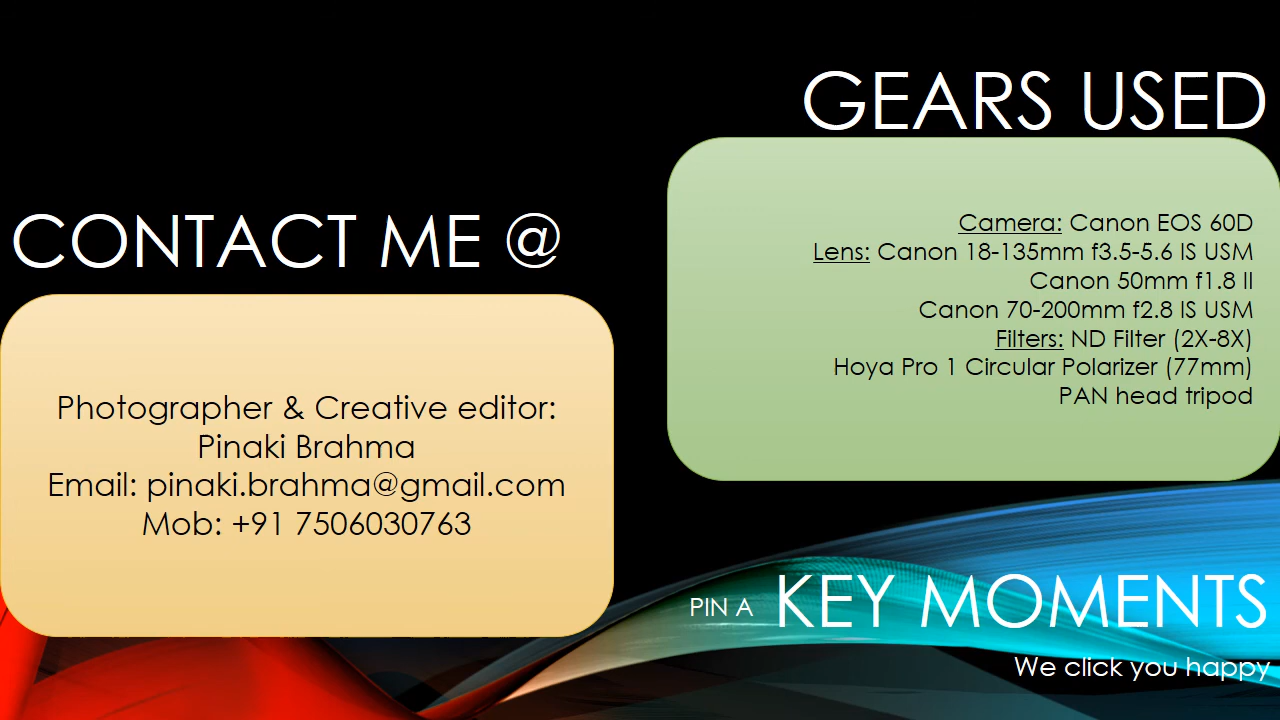 GEARS USED
Camera: Canon EOS 60D
Lens: Canon 18-135mm f3.5-5.6 IS USM
Canon 50mm f1.8 II
Canon 70-200mm f2.8 IS USM
Filters: ND Filter (2X-8X)
Hoya Pro 1 Circular Polarizer (77mm)
PAN head tripod
CONTACT ME @
Photographer & Creative editor:
Pinaki Brahma
Email: pinaki.brahma@gmail.com
Mob: +91 7506030763
PIN A KEY MOMENTS
We click you happy